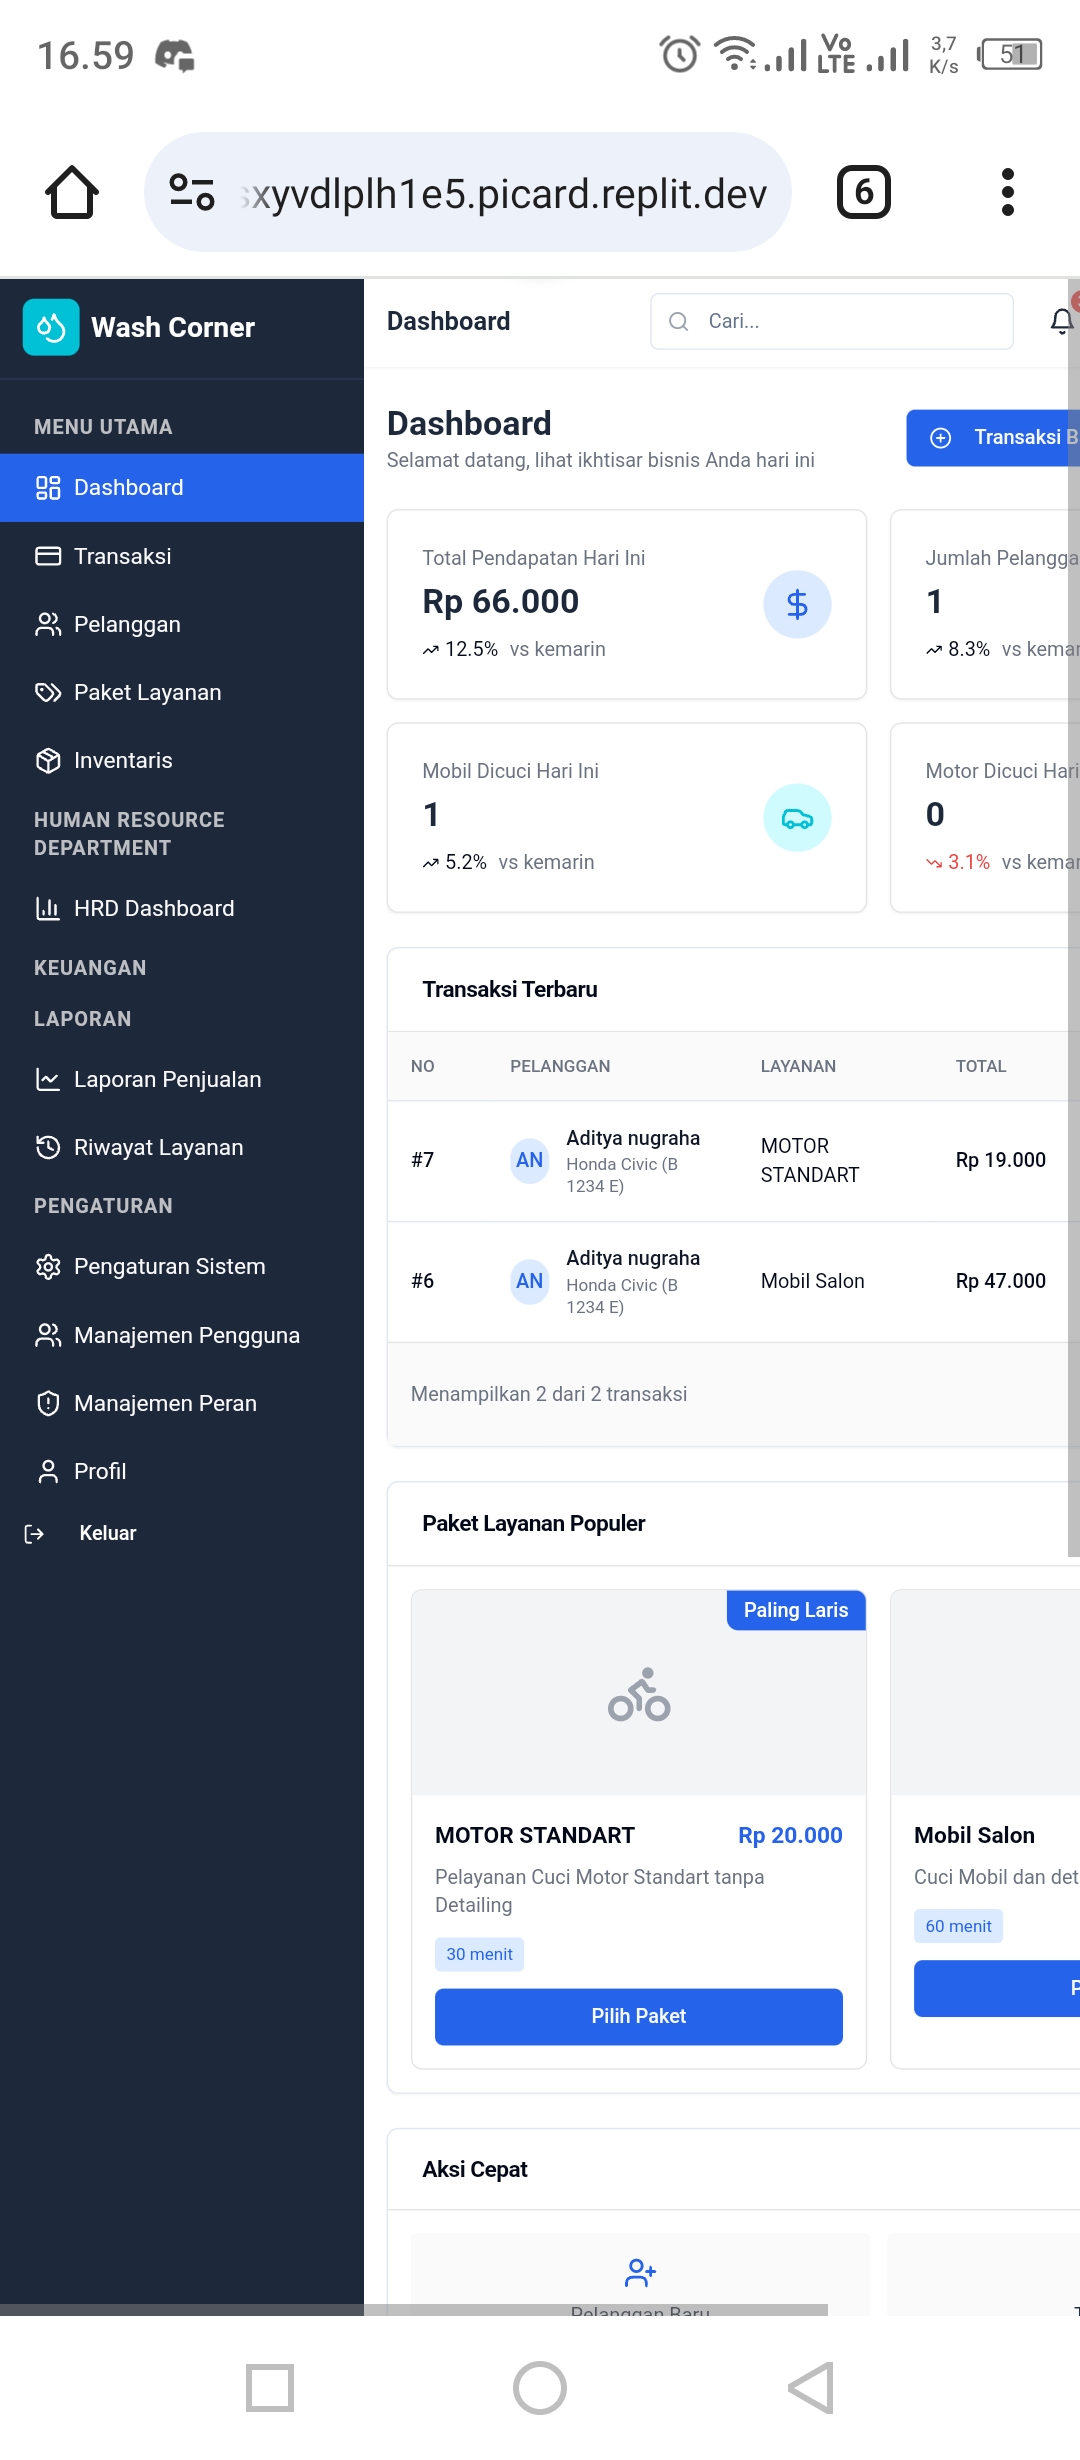 16.59
Vo
LTE
3,7
K/s
51
xyvdlplh1e5.picard.replit.dev
6
Wash Corner
MENU UTAMA
Dashboard
Transaksi
Pelanggan
Paket Layanan
Inventaris
HUMAN RESOURCE
DEPARTMENT
HRD Dashboard
KEUANGAN
LAPORAN
Laporan Penjualan
Riwayat Layanan
PENGATURAN
Pengaturan Sistem
Manajemen Pengguna
Manajemen Peran
Profil
Keluar
Dashboard
Cari...
Dashboard
Selamat datang, lihat ikhtisar bisnis Anda hari ini
Transaksi B
Total Pendapatan Hari Ini
Rp 66.000
12.5% vs kemarin
Jumlah Pelangga
1
8.3% vs kemar
Mobil Dicuci Hari Ini
1
5.2% vs kemarin
Motor Dicuci Hari
0
3.1% vs kemar
Transaksi Terbaru
NO PELANGGAN LAYANAN TOTAL
#7 AN Aditya nugraha
Honda Civic (B
1234 E)
MOTOR
STANDART
Rp 19.000
#6 AN Aditya nugraha
Honda Civic (B
1234 E)
Mobil Salon
Rp 47.000
Menampilkan 2 dari 2 transaksi
Paket Layanan Populer
Paling Laris
MOTOR STANDART Rp 20.000
Pelayanan Cuci Motor Standart tanpa
Detailing
30 menit
Pilih Paket
Mobil Salon
Cuci Mobil dan det
60 menit
P
Aksi Cepat
Pelanggan Baru
T